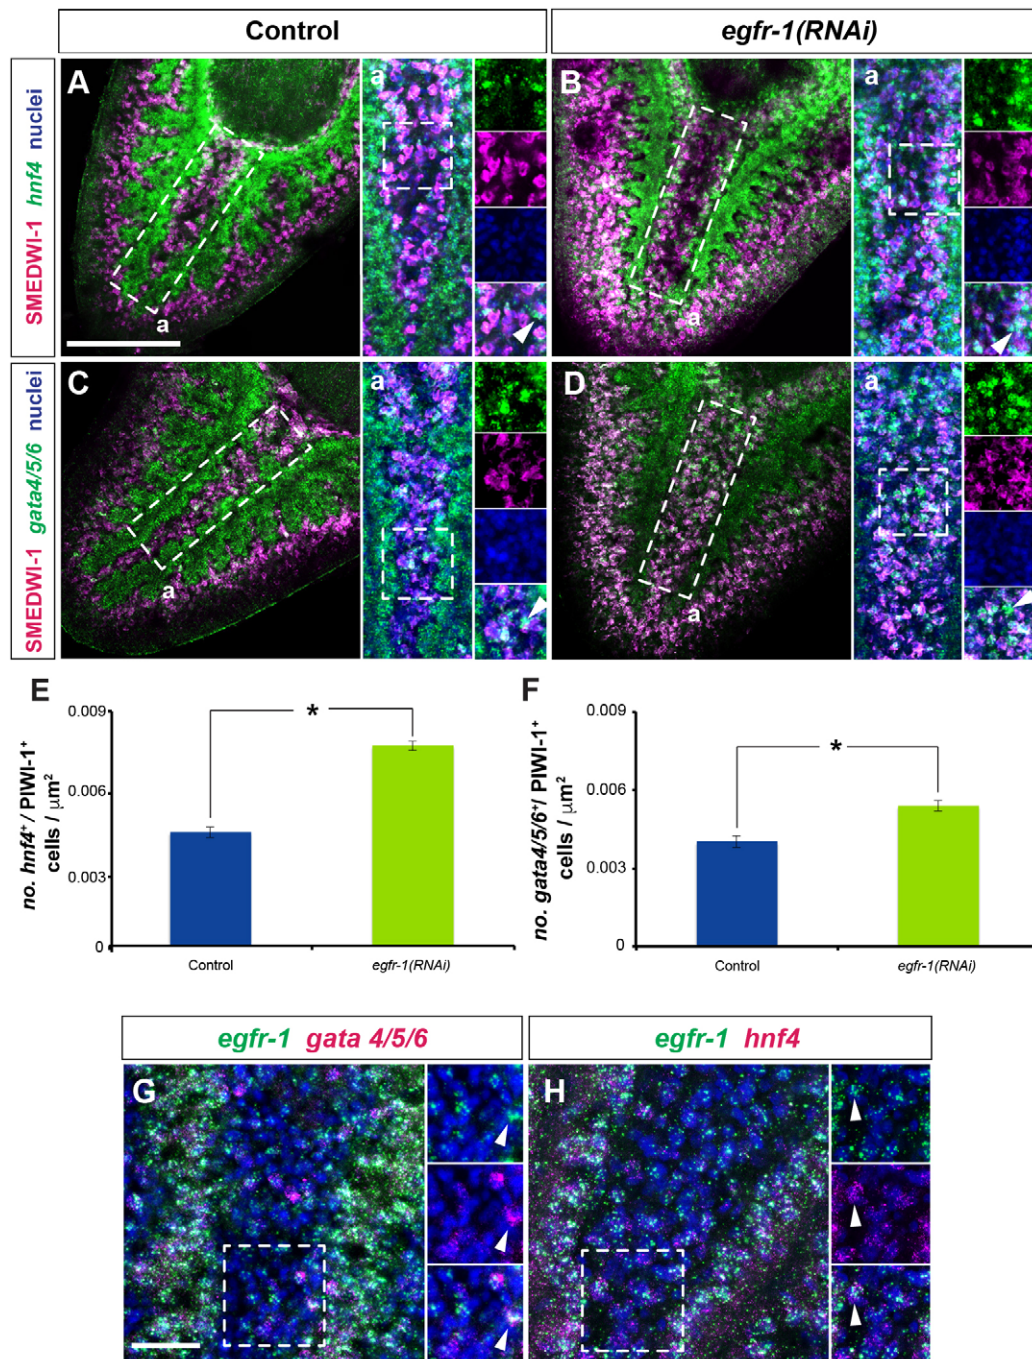 Control
egfr-1(RNAi)
SMEDWI-1 hnf4 nuclei
A
a
a
B
a
a
SMEDWI-1 gata4/5/6 nuclei
C
a
a
D
a
a
E
no. hnf4⁺ / PIWI-1⁺
cells / µm²
0.009
0.006
0.003
0
*
Control
egfr-1(RNAi)
F
no. gata4/5/6⁺/ PIWI-1⁺
cells / µm²
0.009
0.006
0.003
0
*
Control
egfr-1(RNAi)
egfr-1 gata 4/5/6
egfr-1 hnf4
G
H